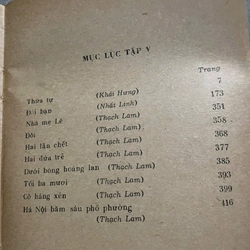 MỤC LỤC TẬP V
Trang
Thừa tự (Khái Hưng) 7
Đôi bạn (Nhất Linh) 173
Nhà mẹ Lê (Thạch Lam) 351
Đói (Thạch Lam) 358
Hai lần chết (Thạch Lam) 368
Hai đứa trẻ (Thạch Lam) 377
Dưới bóng hoàng lan (Thạch Lam) 385
Tối ba mươi (Thạch Lam) 393
Cô hàng xén (Thạch Lam) 399
Hà Nội băm sáu phố phường 416
(Thạch Lam)